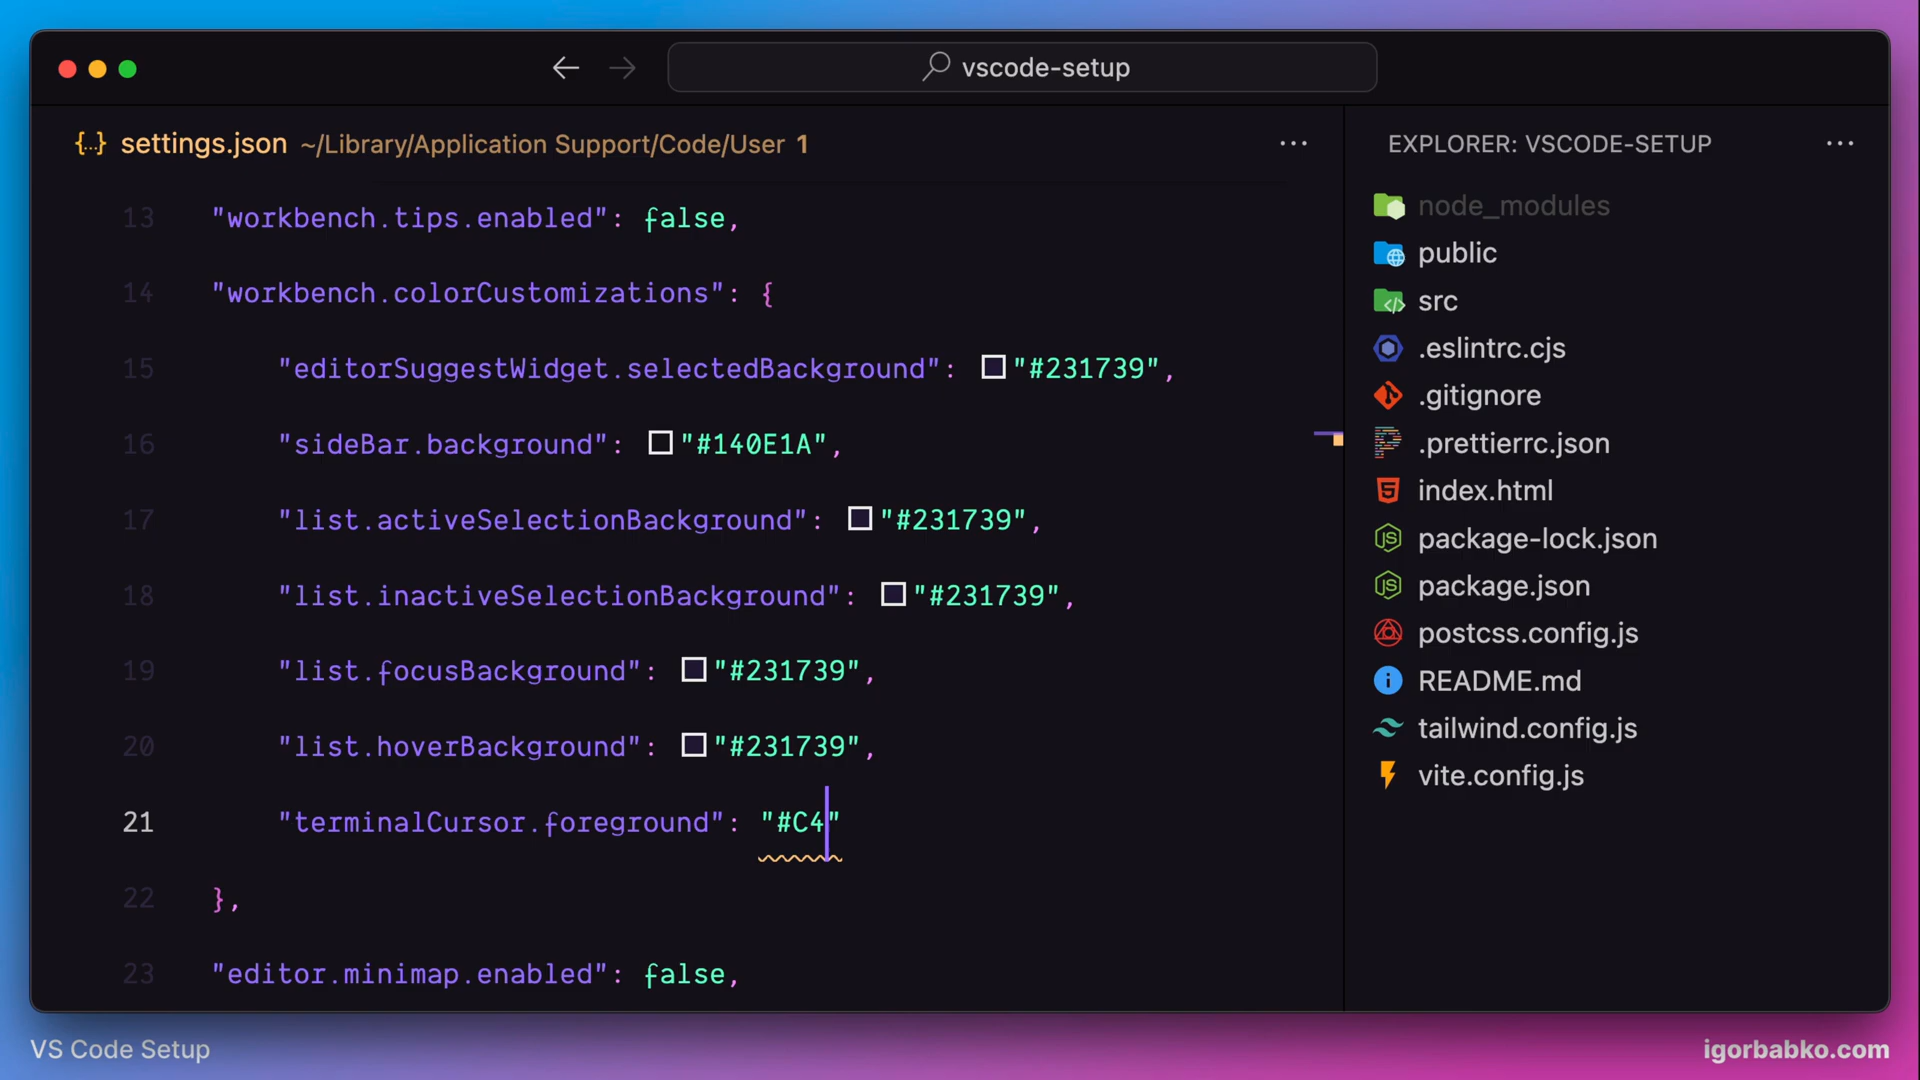 vscode-setup
{..} settings.json ~/Library/Application Support/Code/User 1
...
13 "workbench.tips.enabled": false,
14 "workbench.colorCustomizations": {
15 "editorSuggestWidget.selectedBackground": "#231739",
16 "sideBar.background": "#140E1A",
17 "list.activeSelectionBackground": "#231739",
18 "list.inactiveSelectionBackground": "#231739",
19 "list.focusBackground": "#231739",
20 "list.hoverBackground": "#231739",
21 "terminalCursor.foreground": "#C4"
22 },
23 "editor.minimap.enabled": false,
EXPLORER: VSCODE-SETUP ...
node_modules
public
src
.eslintrc.cjs
.gitignore
.prettierrc.json
index.html
package-lock.json
package.json
postcss.config.js
README.md
tailwind.config.js
vite.config.js
VS Code Setup
igorbabko.com